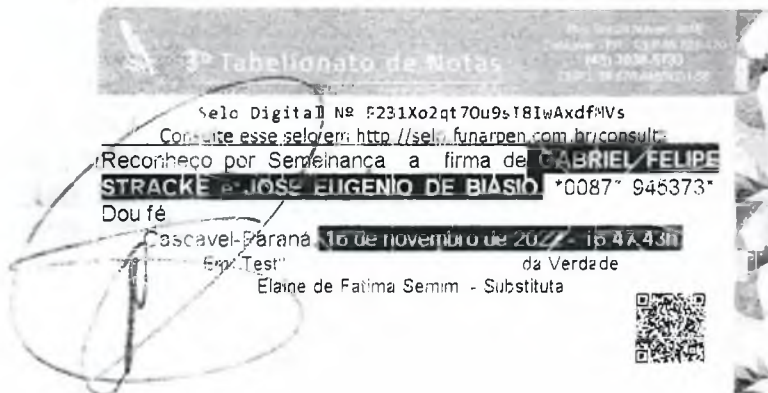 3º Tabelionato de Notas
Selo Digital Nº F231Xo2qt7Ou9sI8IwAxdfMVs
Consulte esse selo em http //selo.funarpen.com.br/consulta
Reconheço por Semelhança a firma de GABRIEL FELIPE
STRACKE e JOSE EUGENIO DE BIASIO. *0087* 945373*
Dou fé
Cascavel-Paraná, 16 de novembro de 2022 - 16 47 43h
Em Testº da Verdade
Elaine de Fatima Semim - Substituta